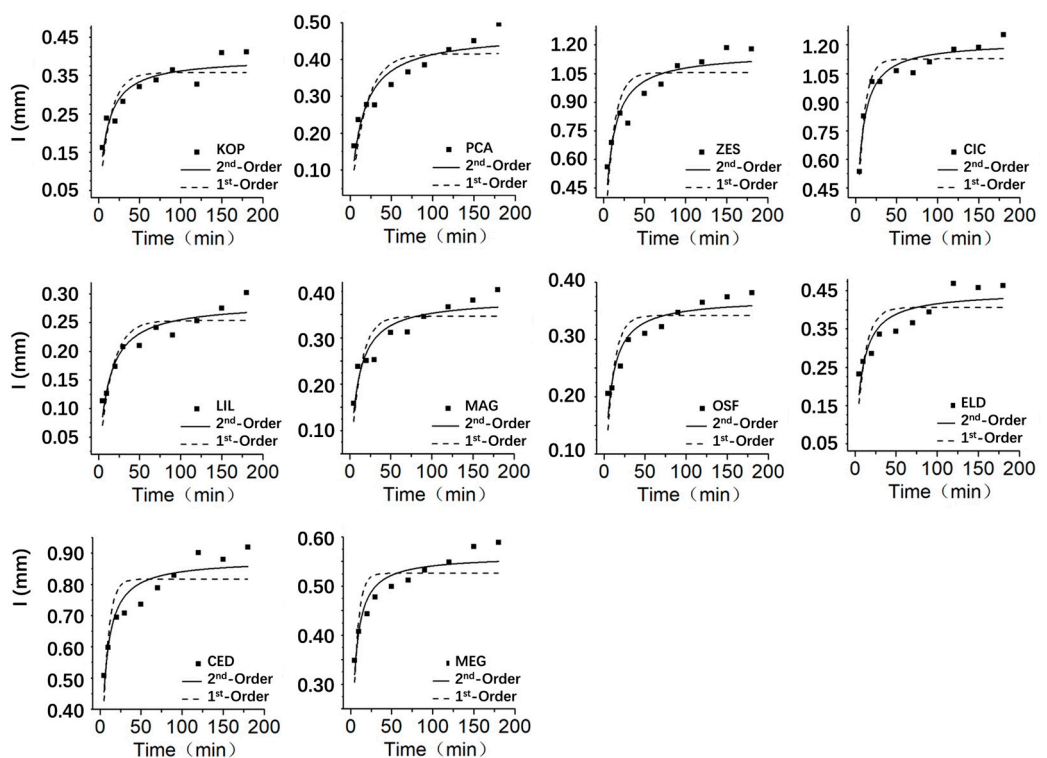 I (mm)
0.45
0.35
0.25
0.15
0.05
KOP
2nd-Order
1st-Order
0 50 100 150 200
Time（min)
0.50
0.40
0.30
0.20
0.10
PCA
2nd-Order
1st-Order
0 50 100 150 200
Time（min)
1.20
1.05
0.90
0.75
0.60
0.45
ZES
2nd-Order
1st-Order
0 50 100 150 200
Time（min)
1.20
1.05
0.90
0.75
0.60
0.45
CIC
2nd-Order
1st-Order
0 50 100 150 200
Time（min)
I (mm)
0.30
0.25
0.20
0.15
0.10
0.05
LIL
2nd-Order
1st-Order
0 50 100 150 200
Time（min)
0.40
0.30
0.20
0.10
MAG
2nd-Order
1st-Order
0 50 100 150 200
Time（min)
0.40
0.30
0.20
0.10
OSF
2nd-Order
1st-Order
0 50 100 150 200
Time（min)
0.45
0.35
0.25
0.15
0.05
ELD
2nd-Order
1st-Order
0 50 100 150 200
Time（min)
I (mm)
0.90
0.80
0.70
0.60
0.50
0.40
CED
2nd-Order
1st-Order
0 50 100 150 200
Time（min)
0.60
0.50
0.40
0.30
MEG
2nd-Order
1st-Order
0 50 100 150 200
Time（min)